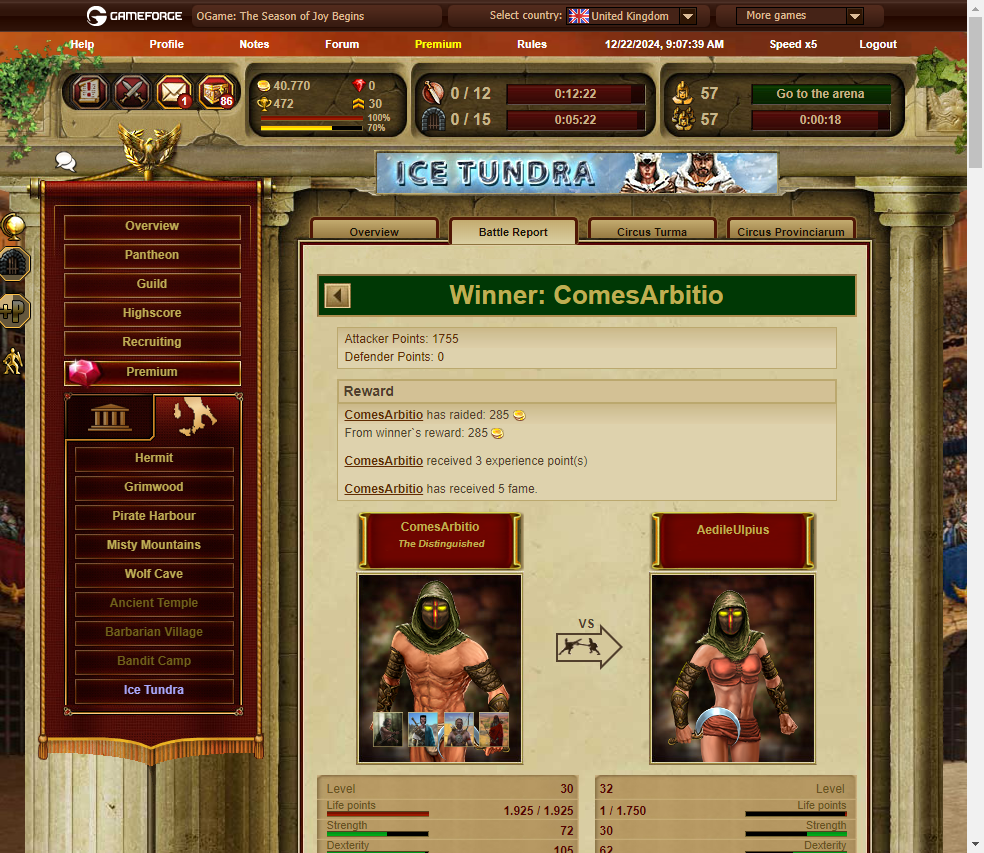 GAMEFORGE
OGame: The Season of Joy Begins
Select country:
United Kingdom
More games
Help
Profile
Notes
Forum
Premium
Rules
12/22/2024, 9:07:39 AM
Speed x5
Logout
1
86
40.770
0
472
30
100%
70%
0 / 12
0:12:22
0 / 15
0:05:22
57
Go to the arena
57
0:00:18
ICE TUNDRA
Overview
Pantheon
Guild
Highscore
Recruiting
Premium
Hermit
Grimwood
Pirate Harbour
Misty Mountains
Wolf Cave
Ancient Temple
Barbarian Village
Bandit Camp
Ice Tundra
+P
Overview
Battle Report
Circus Turma
Circus Provinciarum
Winner: ComesArbitio
Attacker Points: 1755
Defender Points: 0
Reward
ComesArbitio has raided: 285
From winner`s reward: 285
ComesArbitio received 3 experience point(s)
ComesArbitio has received 5 fame.
ComesArbitio
The Distinguished
AedileUlpius
VS
Level 30
Life points 1.925 / 1.925
Strength 72
Dexterity 105
32 Level
1 / 1.750 Life points
30 Strength
62 Dexterity